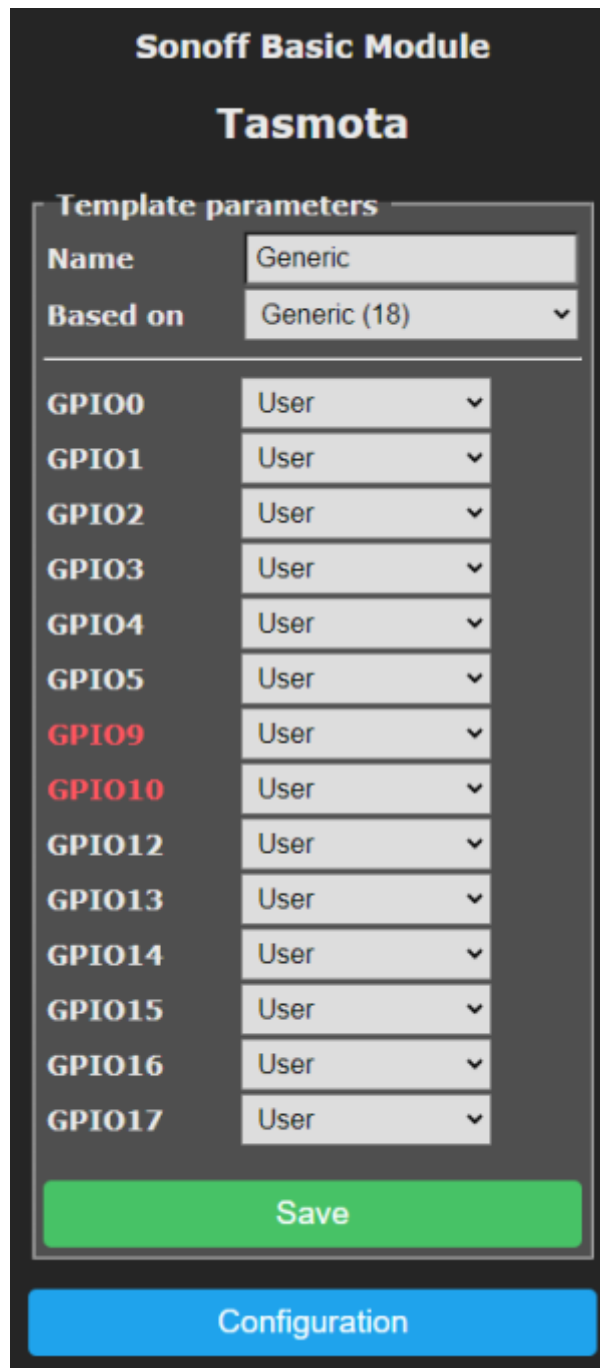 Sonoff Basic Module
Tasmota
Template parameters
Name Generic
Based on Generic (18)
GPIO0 User
GPIO1 User
GPIO2 User
GPIO3 User
GPIO4 User
GPIO5 User
GPIO9 User
GPIO10 User
GPIO12 User
GPIO13 User
GPIO14 User
GPIO15 User
GPIO16 User
GPIO17 User
Save
Configuration